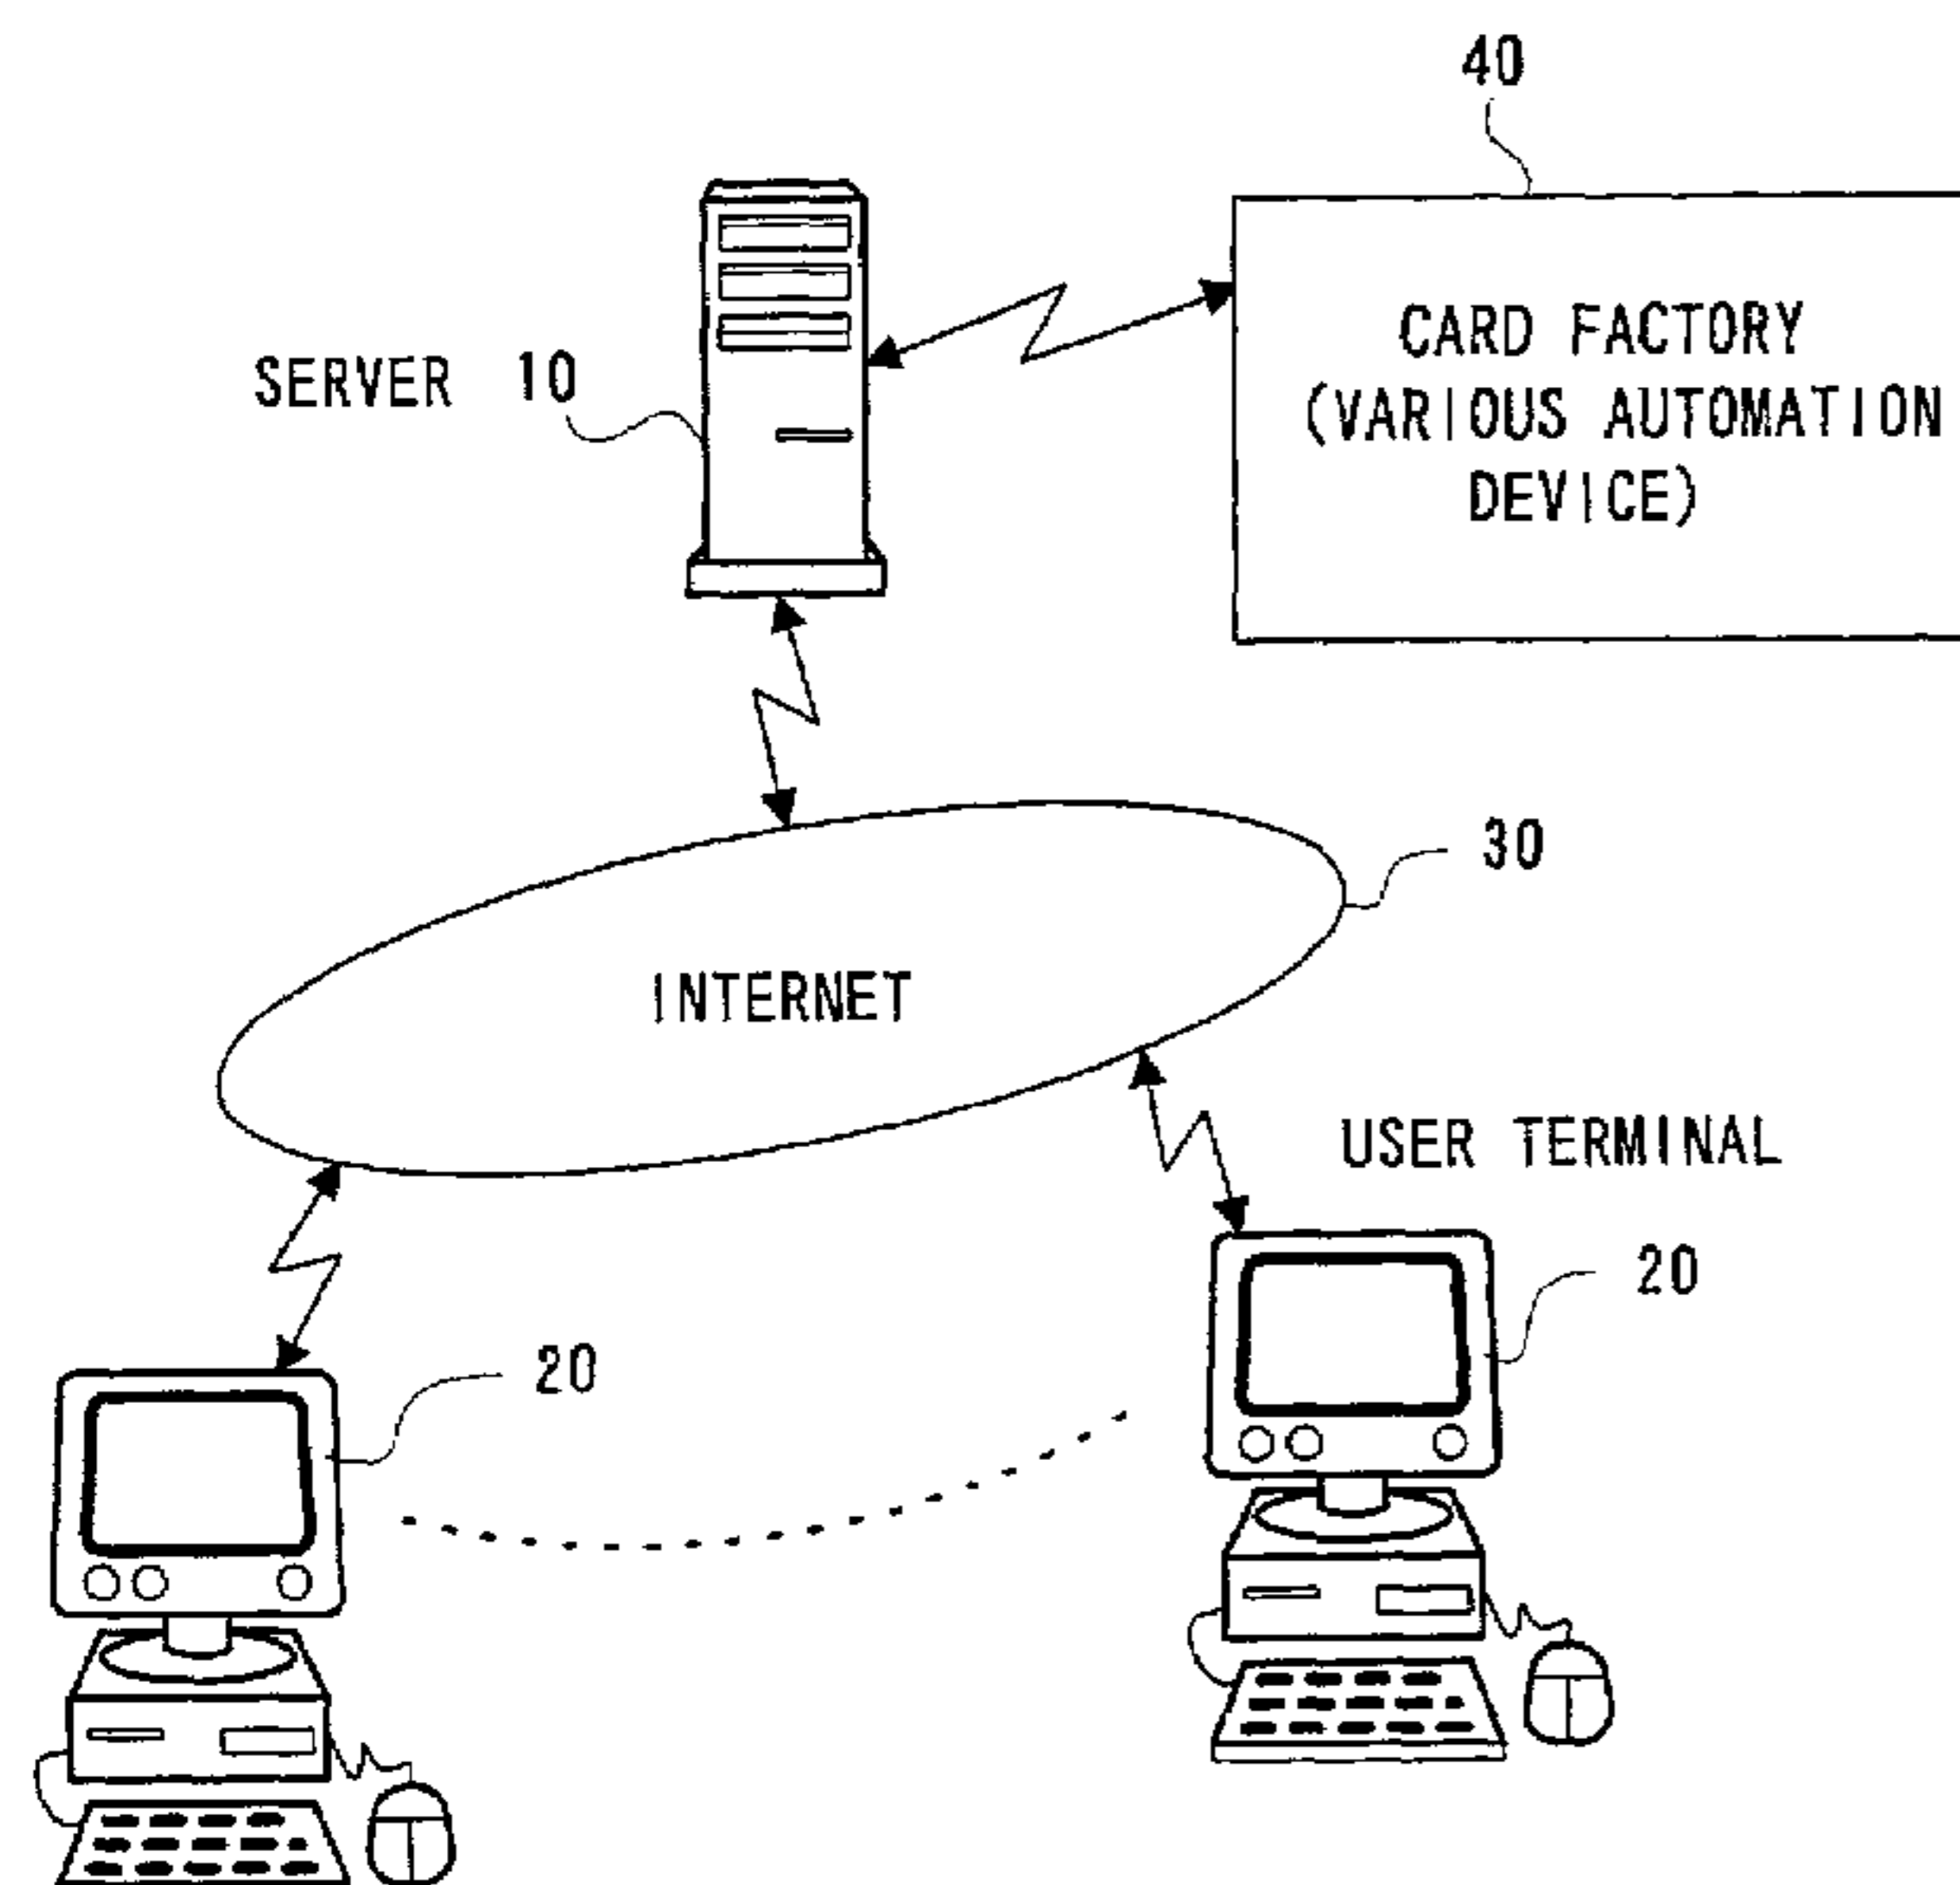 40
SERVER 10
CARD FACTORY
(VARIOUS AUTOMATION
DEVICE)
30
INTERNET
USER TERMINAL
20
20